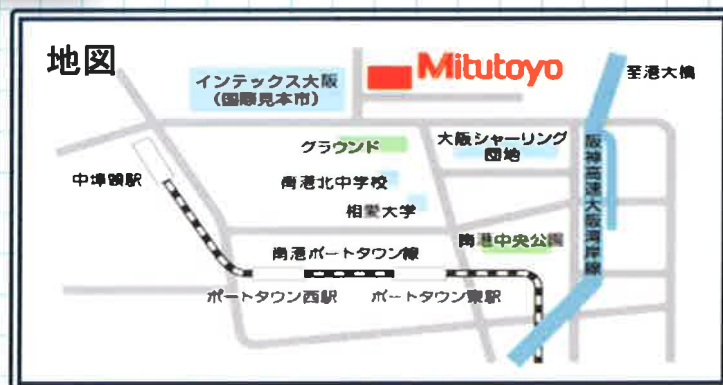 地図
Mitutoyo
インテックス大阪
（国際見本市）
至港大橋
グラウンド
大阪シャーリング
団地
阪神高速大阪湾岸線
中埠頭駅
南港北中学校
相愛大学
南港中央公園
南港ポートタウン線
ポートタウン西駅
ポートタウン東駅